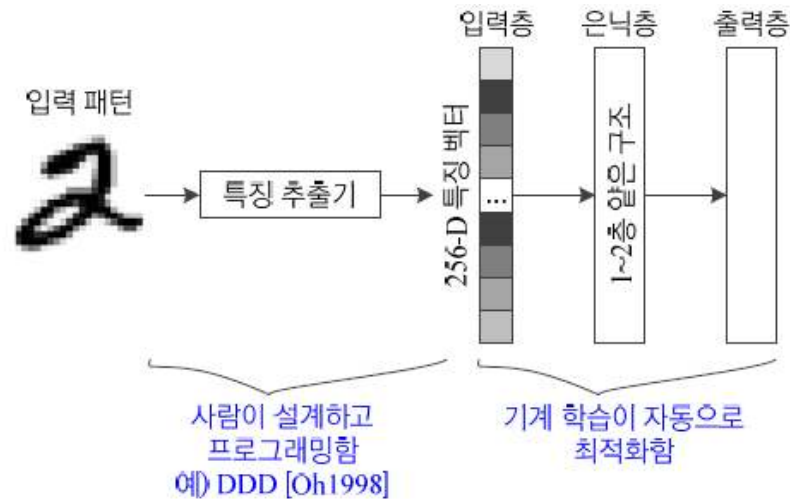 입력층
은닉층
출력층
입력 패턴
2
특징 추출기
256-D 특징 벡터
...
1~2층 얇은 구조
사람이 설계하고
프로그래밍함
예) DDD [Oh1998]
기계 학습이 자동으로
최적화함